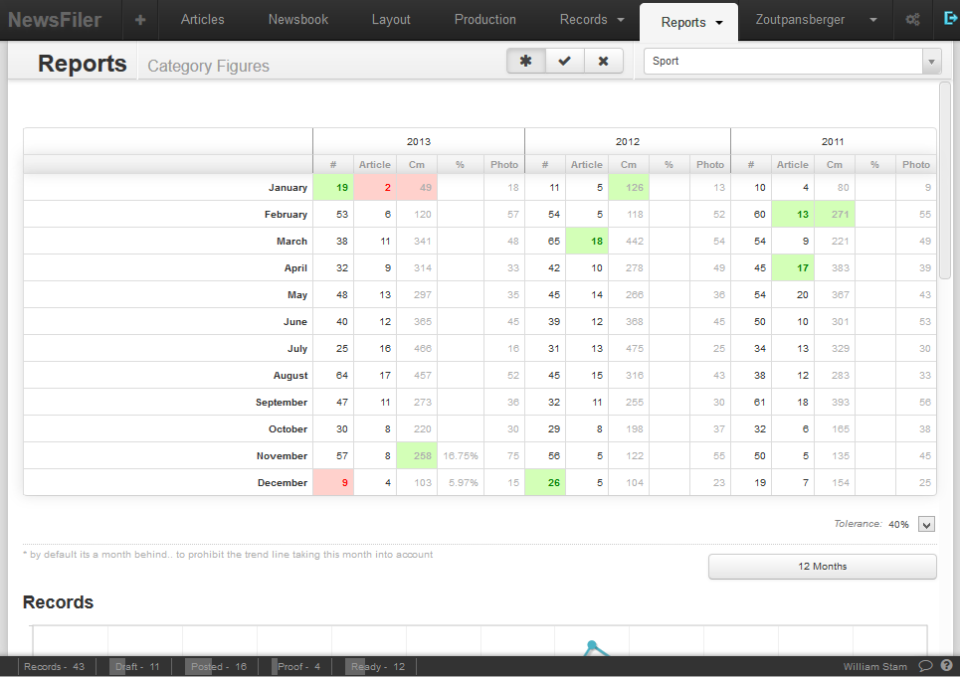 NewsFiler + Articles Newsbook Layout Production Records Reports Zoutpansberger
Reports Category Figures Sport
2013 2012 2011
# Article Cm % Photo # Article Cm % Photo # Article Cm % Photo
January 19 2 49 18 11 5 126 13 10 4 80 9
February 53 6 120 57 54 5 118 52 60 13 271 55
March 38 11 341 48 65 18 442 54 54 9 221 49
April 32 9 314 33 42 10 278 49 45 17 383 39
May 48 13 297 35 45 14 266 36 54 20 367 43
June 40 12 365 45 39 12 368 45 50 10 301 53
July 25 16 466 16 31 13 475 25 34 13 329 30
August 64 17 457 52 45 15 316 43 38 12 283 33
September 47 11 273 36 32 11 255 30 61 18 393 56
October 30 8 220 30 29 8 198 37 32 6 165 38
November 57 8 258 16.75% 75 56 5 122 55 50 5 135 45
December 9 4 103 5.97% 15 26 5 104 23 19 7 154 25
Tolerance: 40%
* by default its a month behind.. to prohibit the trend line taking this month into account
12 Months
Records
Records - 43 Draft - 11 Posted - 16 Proof - 4 Ready - 12 William Stam ?